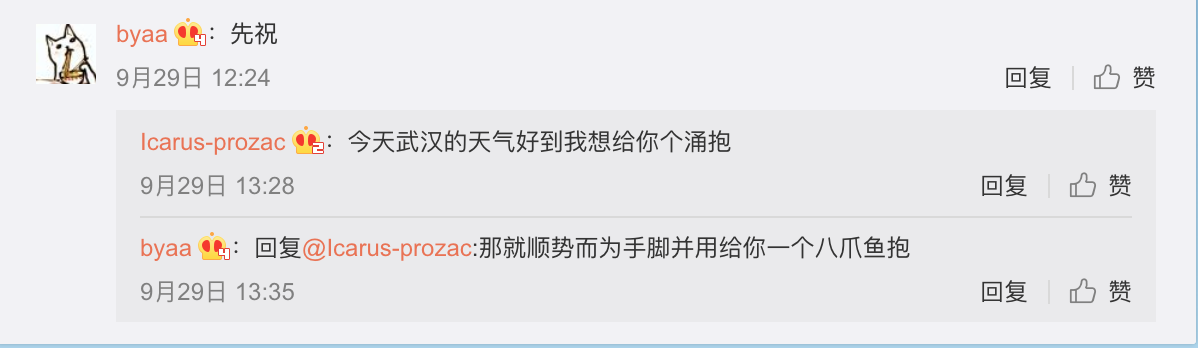 byaa 4：先祝
9月29日 12:24 回复 赞
Icarus-prozac 2：今天武汉的天气好到我想给你个涌抱
9月29日 13:28 回复 赞
byaa 4：回复@Icarus-prozac:那就顺势而为手脚并用给你一个八爪鱼抱
9月29日 13:35 回复 赞